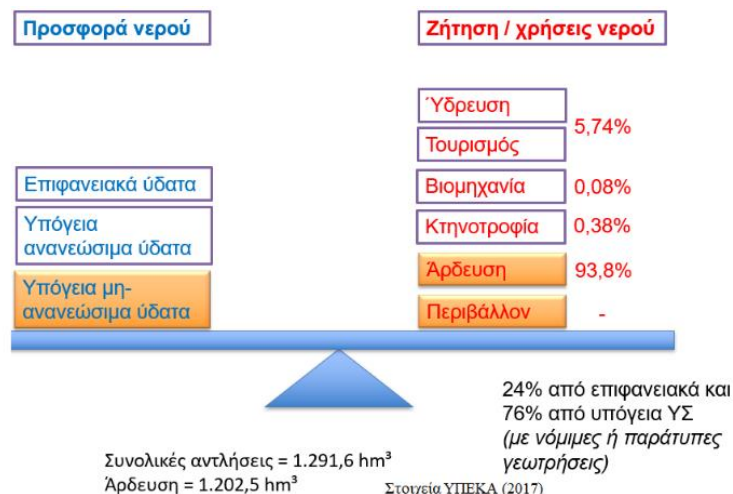 Προσφορά νερού
Ζήτηση / χρήσεις νερού
Ύδρευση
5,74%
Τουρισμός
Επιφανειακά ύδατα
Βιομηχανία 0,08%
Υπόγεια
ανανεώσιμα ύδατα
Κτηνοτροφία 0,38%
Υπόγεια μη-
ανανεώσιμα ύδατα
Άρδευση 93,8%
Περιβάλλον -
24% από επιφανειακά και
76% από υπόγεια ΥΣ
(με νόμιμες ή παράτυπες
γεωτρήσεις)
Συνολικές αντλήσεις = 1.291,6 hm³
Άρδευση = 1.202,5 hm³
Στοιχεία ΥΠΕΚΑ (2017)